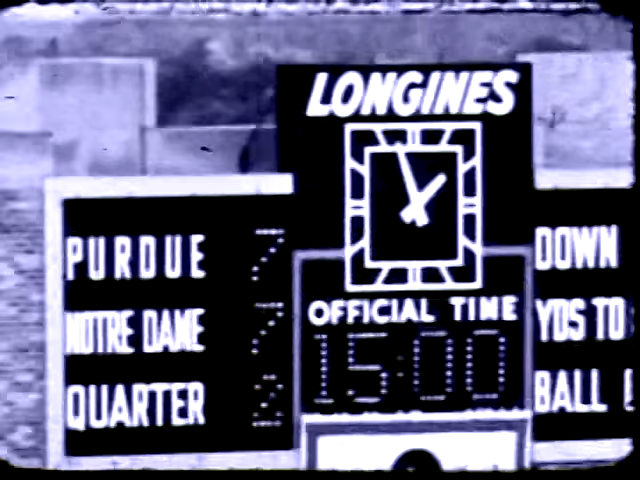 LONGINES
PURDUE 7
NOTRE DAME 7
QUARTER 2
OFFICIAL TIME
15:00
DOWN
YDS TO
BALL